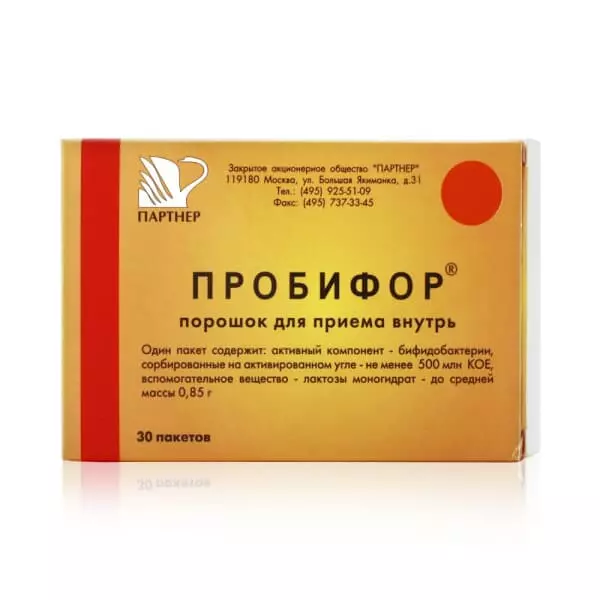 Закрытое акционерное общество "ПАРТНЕР"
119180 Москва, ул. Большая Якиманка, д.31
Тел.: (495) 925-51-09
Факс: (495) 737-33-45
ПАРТНЕР
ПРОБИФОР®
порошок для приема внутрь
Один пакет содержит: активный компонент - бифидобактерии,
сорбированные на активированном угле - не менее 500 млн КОЕ,
вспомогательное вещество - лактозы моногидрат - до средней
массы 0,85 г
30 пакетов